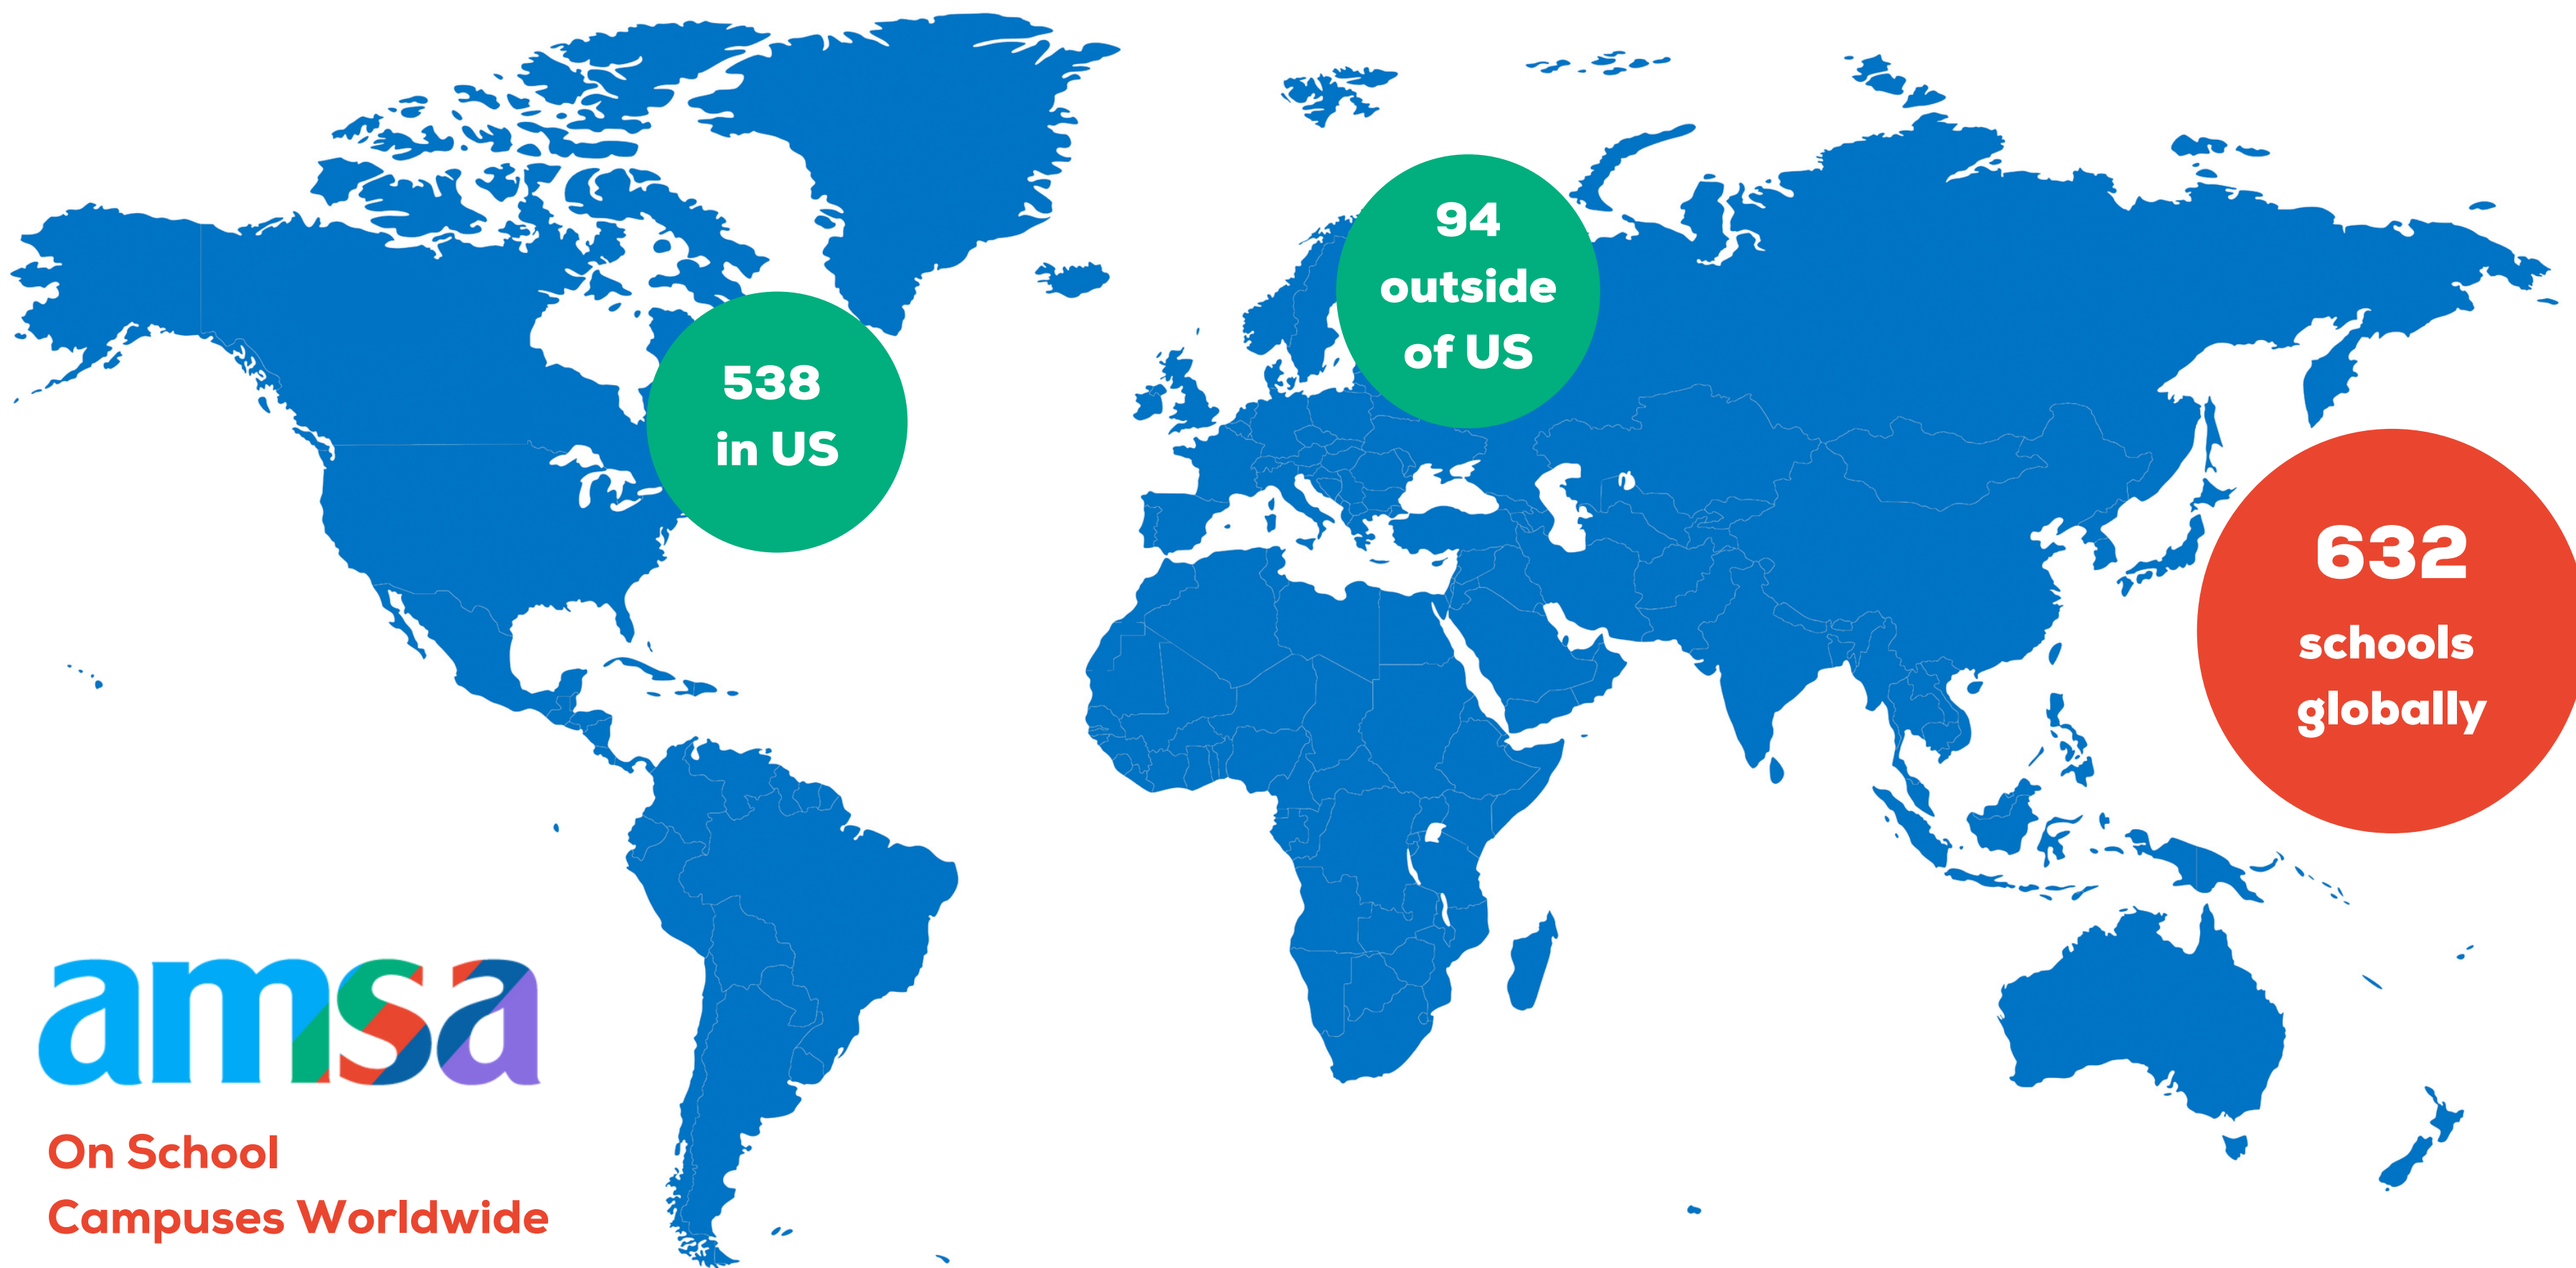 94
outside
of US
538
in US
632
schools
globally
amsa
On School
Campuses Worldwide